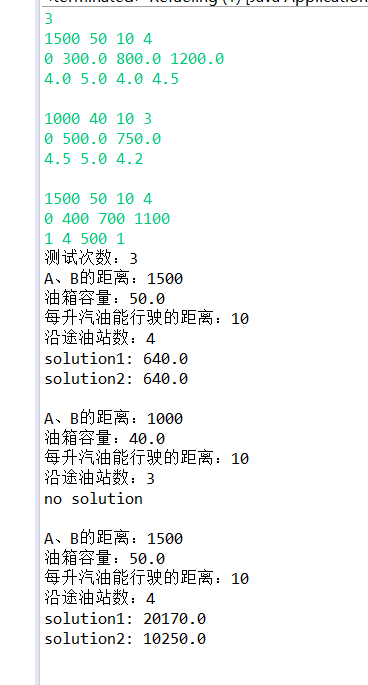 <terminated> Refueling (1) [Java Application
3
1500 50 10 4
0 300.0 800.0 1200.0
4.0 5.0 4.0 4.5
1000 40 10 3
0 500.0 750.0
4.5 5.0 4.2
1500 50 10 4
0 400 700 1100
1 4 500 1
测试次数：3
A、B的距离：1500
油箱容量：50.0
每升汽油能行驶的距离：10
沿途油站数：4
solution1: 640.0
solution2: 640.0
A、B的距离：1000
油箱容量：40.0
每升汽油能行驶的距离：10
沿途油站数：3
no solution
A、B的距离：1500
油箱容量：50.0
每升汽油能行驶的距离：10
沿途油站数：4
solution1: 20170.0
solution2: 10250.0